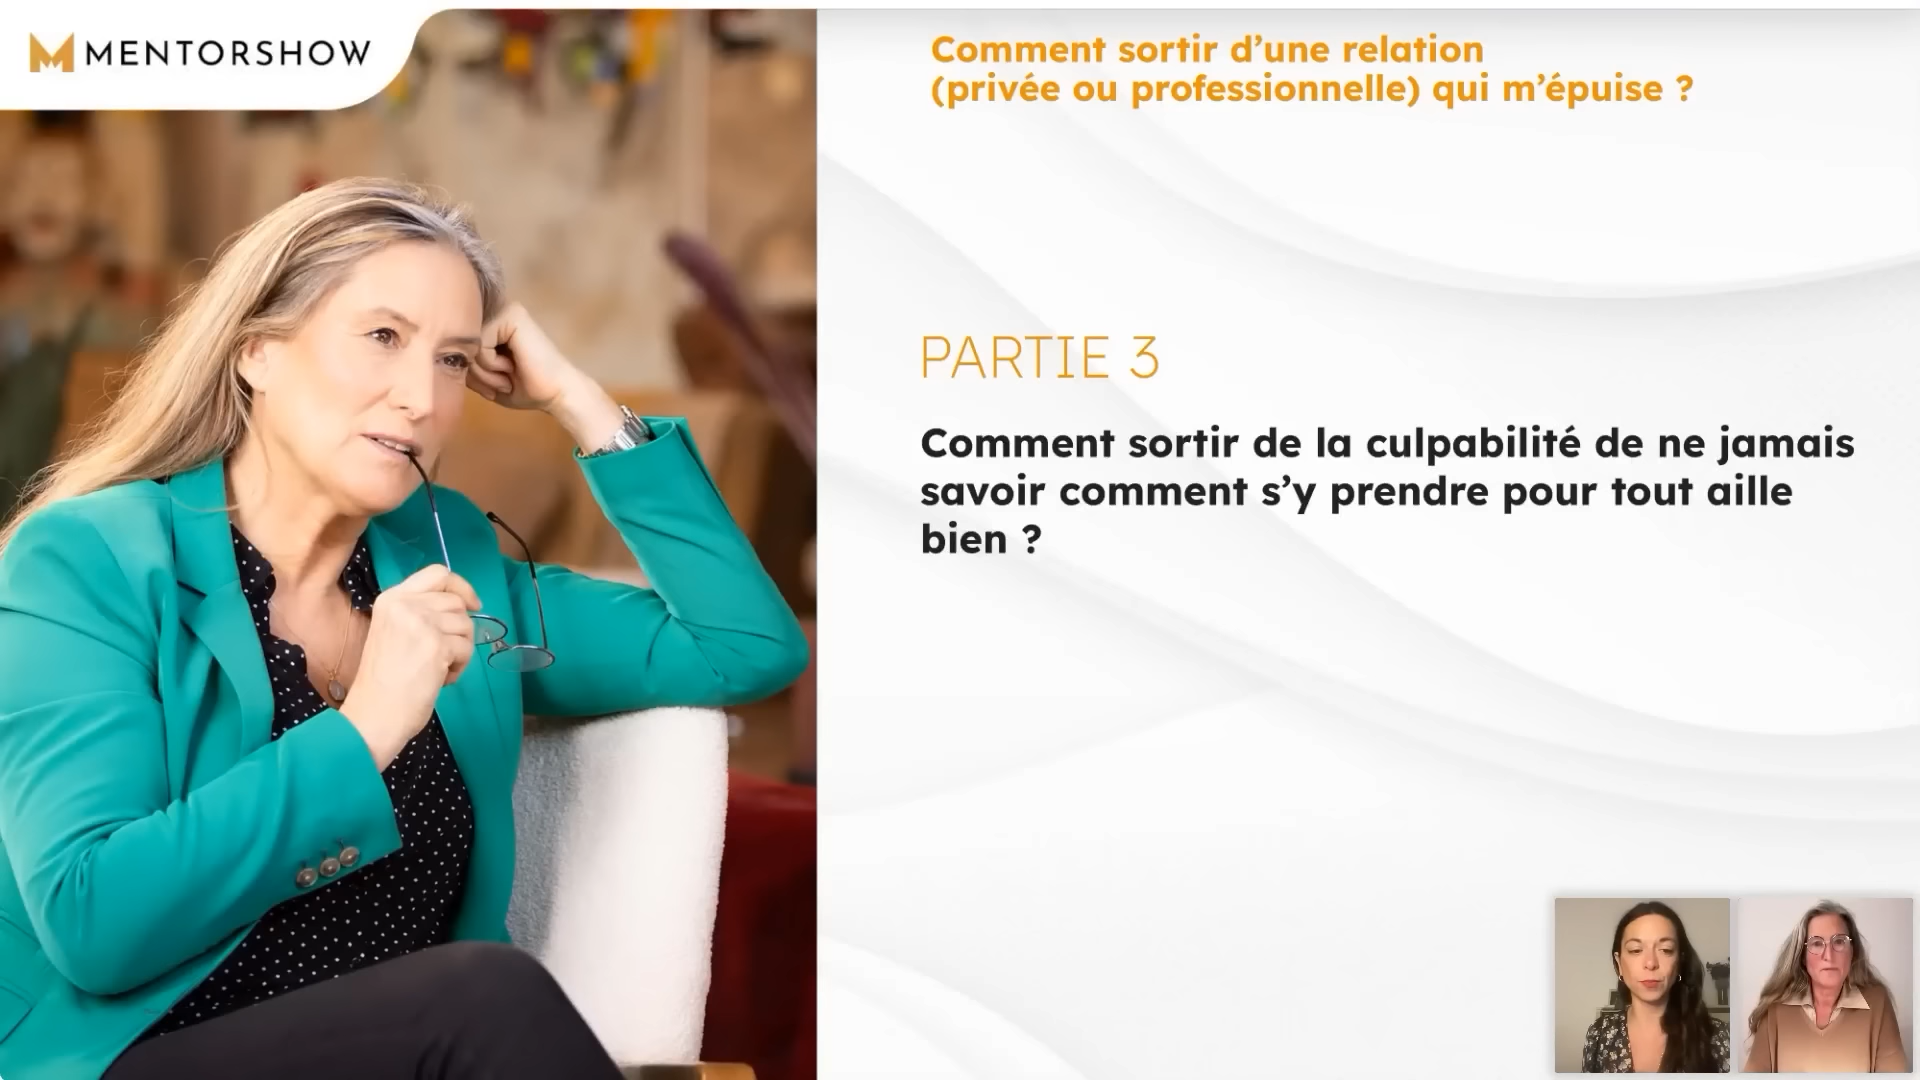 MENTORSHOW
Comment sortir d’une relation
(privée ou professionnelle) qui m’épuise ?
PARTIE 3
Comment sortir de la culpabilité de ne jamais
savoir comment s’y prendre pour tout aille
bien ?